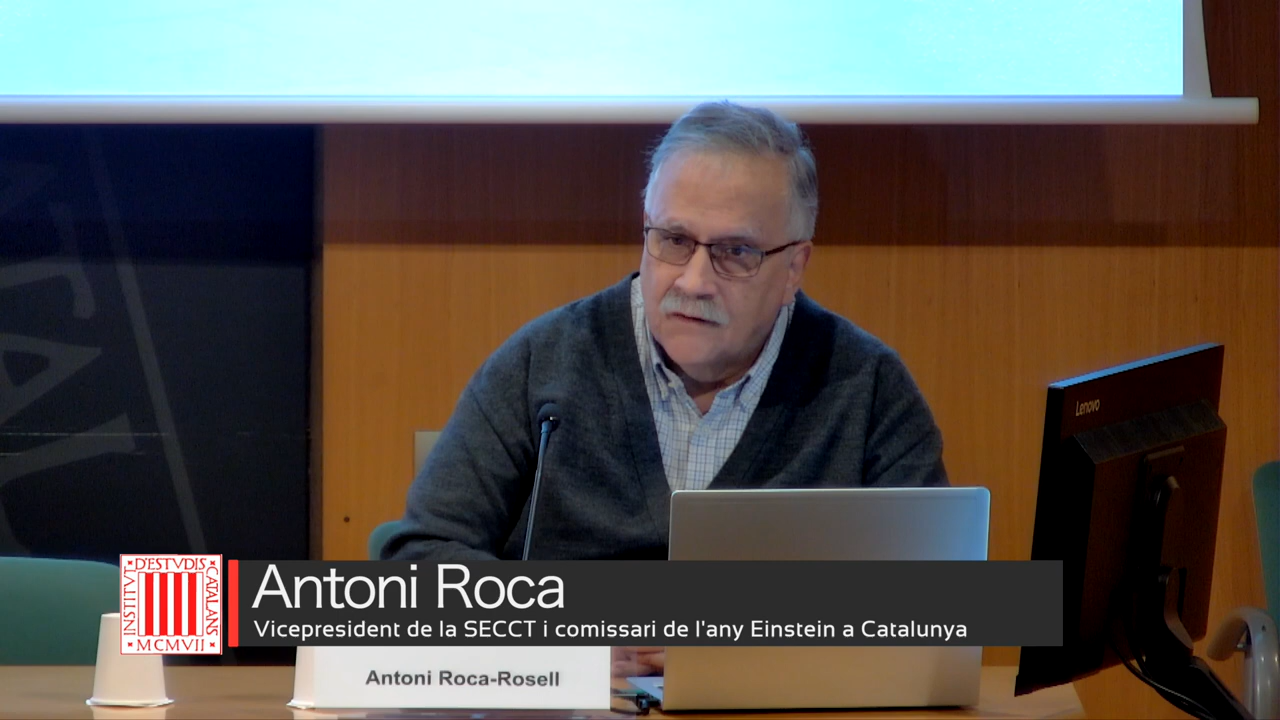 Lenovo
INSTITVT
D'ESTVDIS
CATALANS
MCMVII
Antoni Roca
Vicepresident de la SECCT i comissari de l'any Einstein a Catalunya
Antoni Roca-Rosell